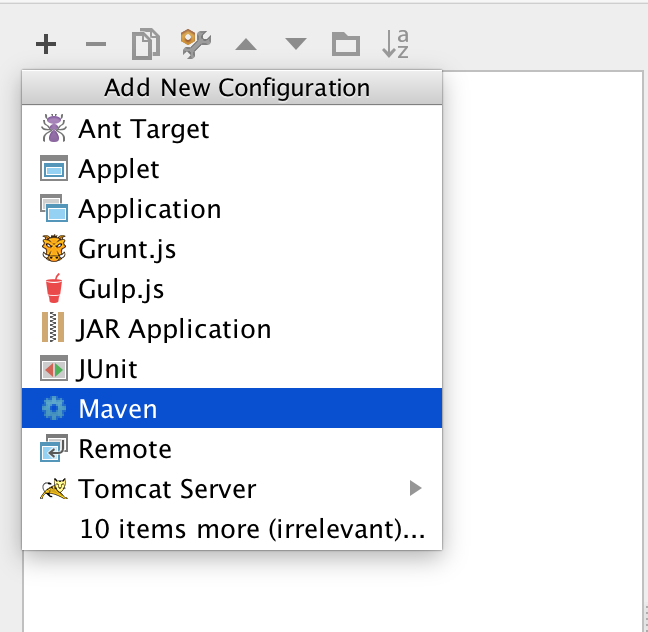 a
z
Add New Configuration
Ant Target
Applet
Application
Grunt.js
Gulp.js
JAR Application
JUnit
Maven
Remote
Tomcat Server
10 items more (irrelevant)...